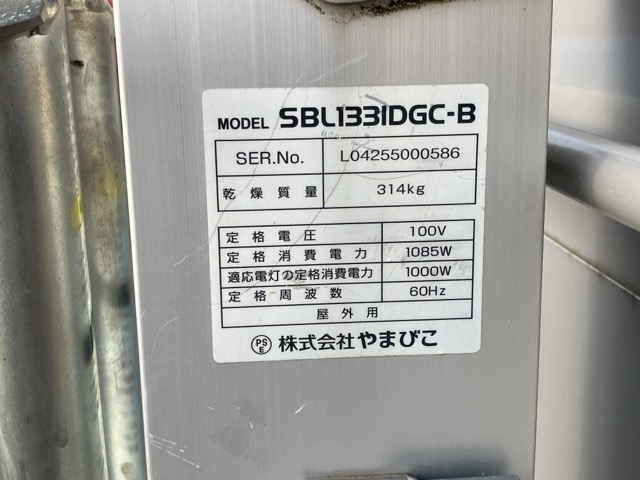 MODEL SBL1331DGC-B
SER.No. L04255000586
乾燥質量 314kg
定格電圧 100V
定格消費電力 1085W
適応電灯の定格消費電力 1000W
定格周波数 60Hz
屋外用
PSE 株式会社やまびこ